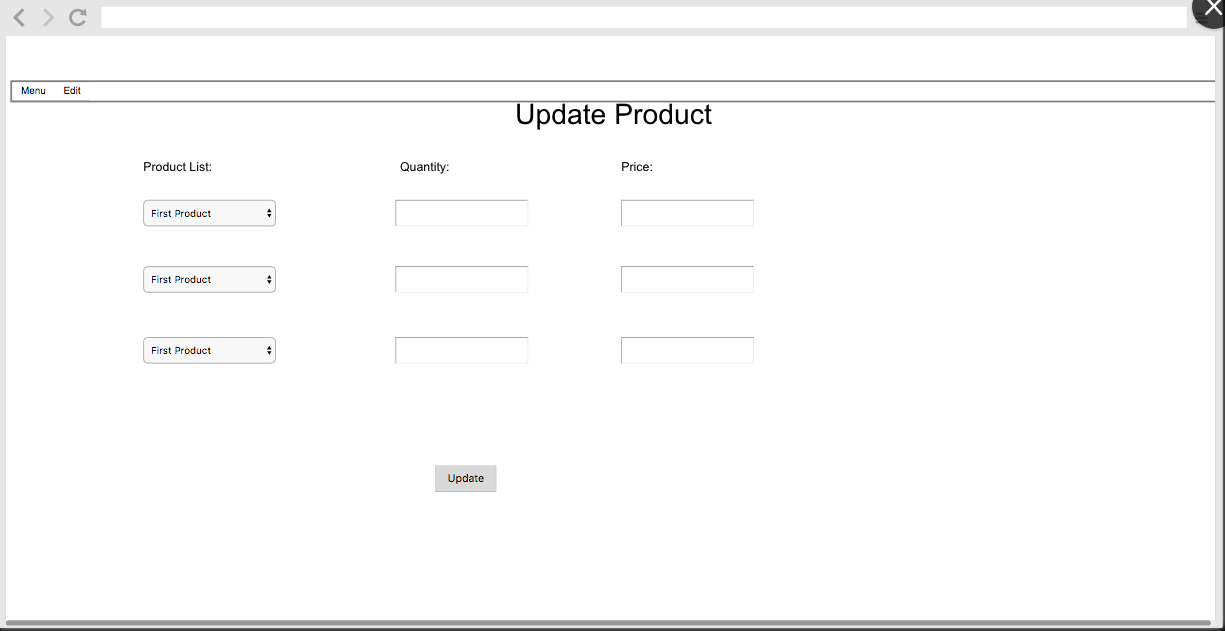 Menu Edit
Update Product
Product List: Quantity: Price:
First Product
First Product
First Product
Update